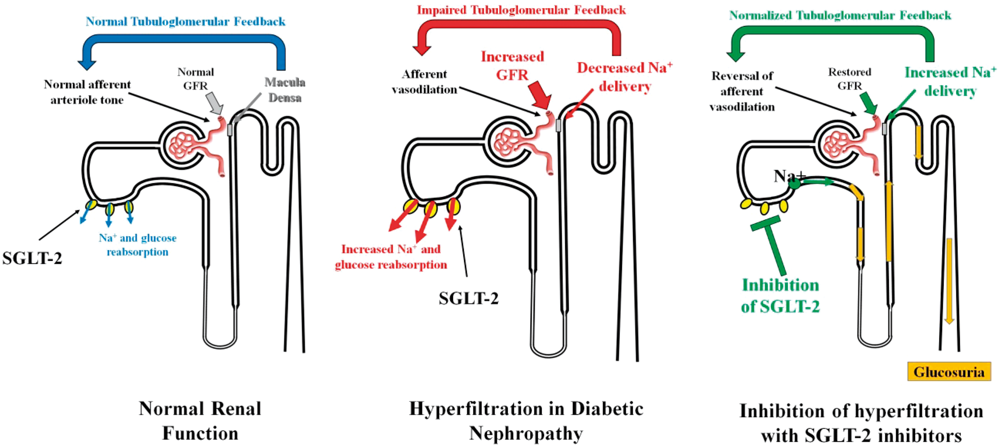 Normal Tubuloglomerular Feedback
Normal afferent
arteriole tone
Normal
GFR
Macula
Densa
SGLT-2
Na⁺ and glucose
reabsorption
Normal Renal
Function
Impaired Tubuloglomerular Feedback
Afferent
vasodilation
Increased
GFR
Decreased Na⁺
delivery
Increased Na⁺ and
glucose reabsorption
SGLT-2
Hyperfiltration in Diabetic
Nephropathy
Normalized Tubuloglomerular Feedback
Reversal of
afferent
vasodilation
Restored
GFR
Increased Na⁺
delivery
Na+
Inhibition
of SGLT-2
Glucosuria
Inhibition of hyperfiltration
with SGLT-2 inhibitors